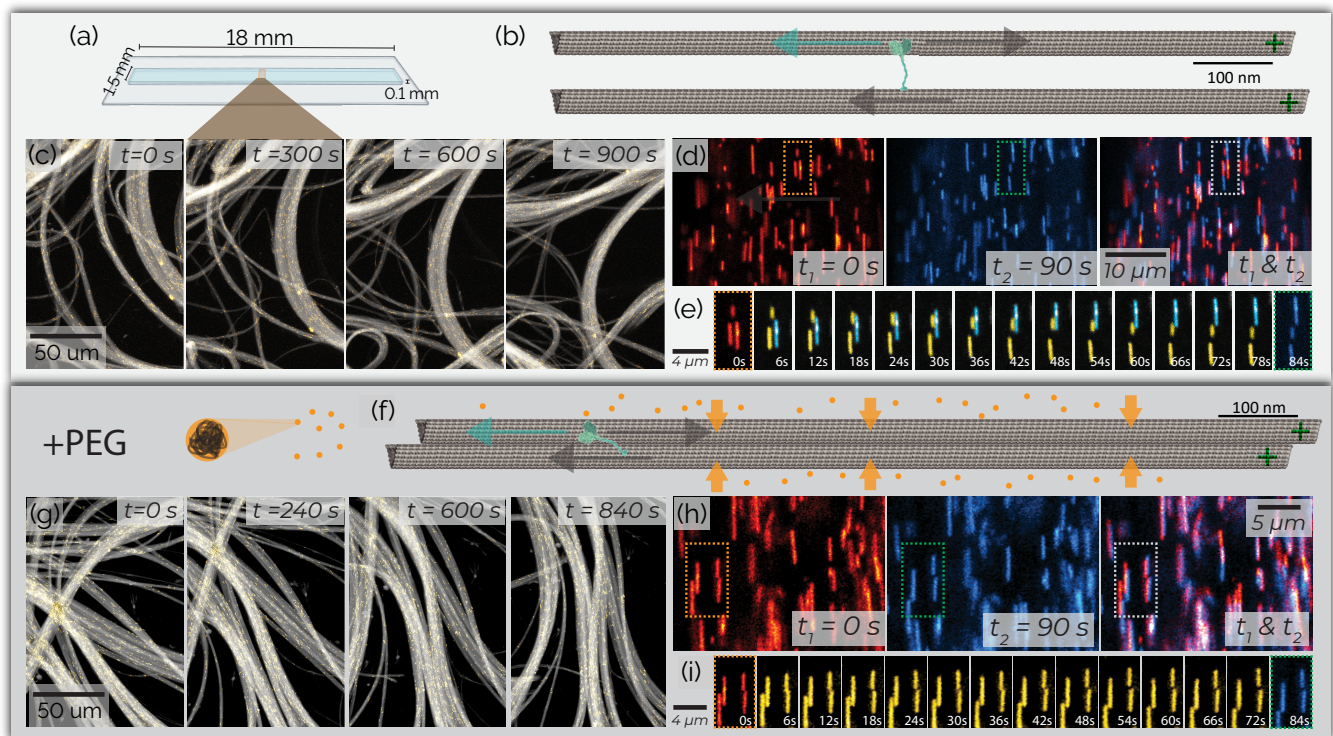 (a)
18 mm
1.5 mm
0.1 mm
(b)
+
100 nm
+
(c)
t=0 s
t =300 s
t = 600 s
t = 900 s
50 um
(d)
t1 = 0 s
t2 = 90 s
10 μm
t1 & t2
(e)
4 μm
0s
6s
12s
18s
24s
30s
36s
42s
48s
54s
60s
66s
72s
78s
84s
+PEG
(f)
100 nm
+
+
(g)
t=0 s
t =240 s
t = 600 s
t = 840 s
50 um
(h)
t1 = 0 s
t2 = 90 s
5 μm
t1 & t2
(i)
4 μm
0s
6s
12s
18s
24s
30s
36s
42s
48s
54s
60s
66s
72s
84s